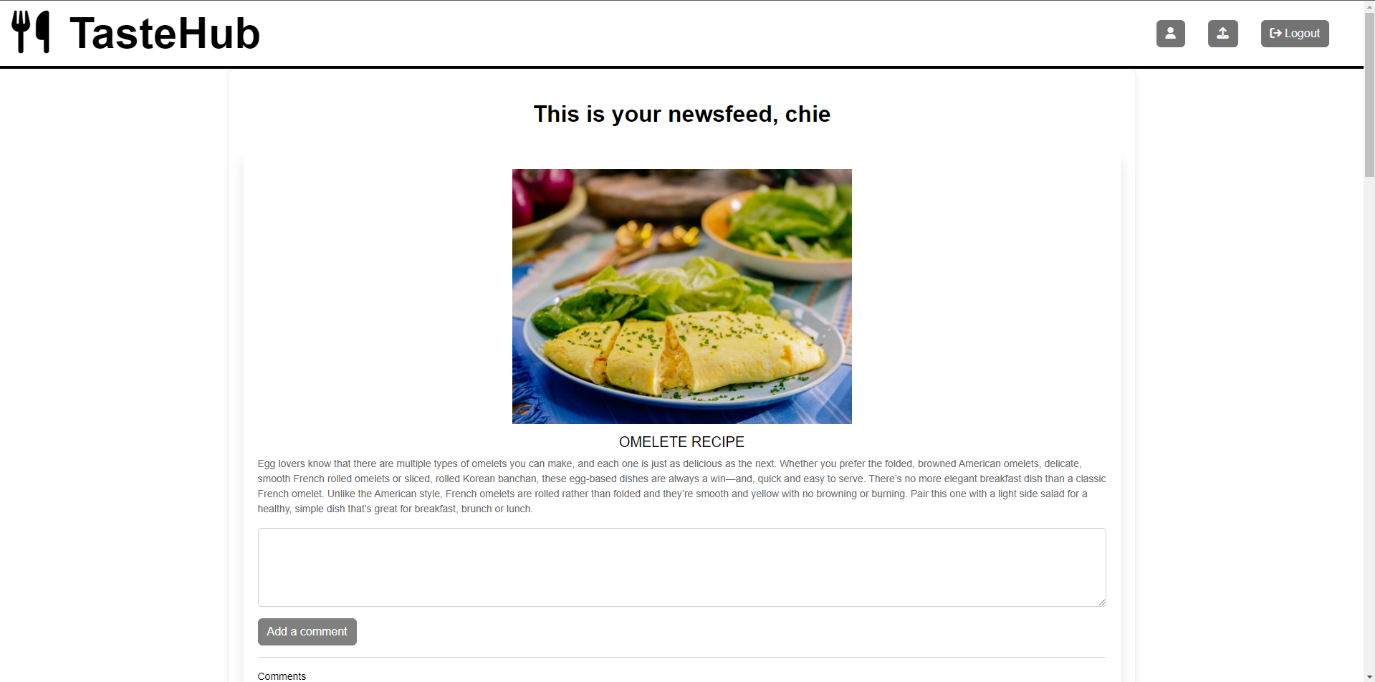 TasteHub
Logout
This is your newsfeed, chie
OMELETE RECIPE
Egg lovers know that there are multiple types of omelets you can make, and each one is just as delicious as the next. Whether you prefer the folded, browned American omelets, delicate,
smooth French rolled omelets or sliced, rolled Korean banchan, these egg-based dishes are always a win—and, quick and easy to serve. There's no more elegant breakfast dish than a classic
French omelet. Unlike the American style, French omelets are rolled rather than folded and they're smooth and yellow with no browning or burning. Pair this one with a light side salad for a
healthy, simple dish that's great for breakfast, brunch or lunch.
Add a comment
Comments